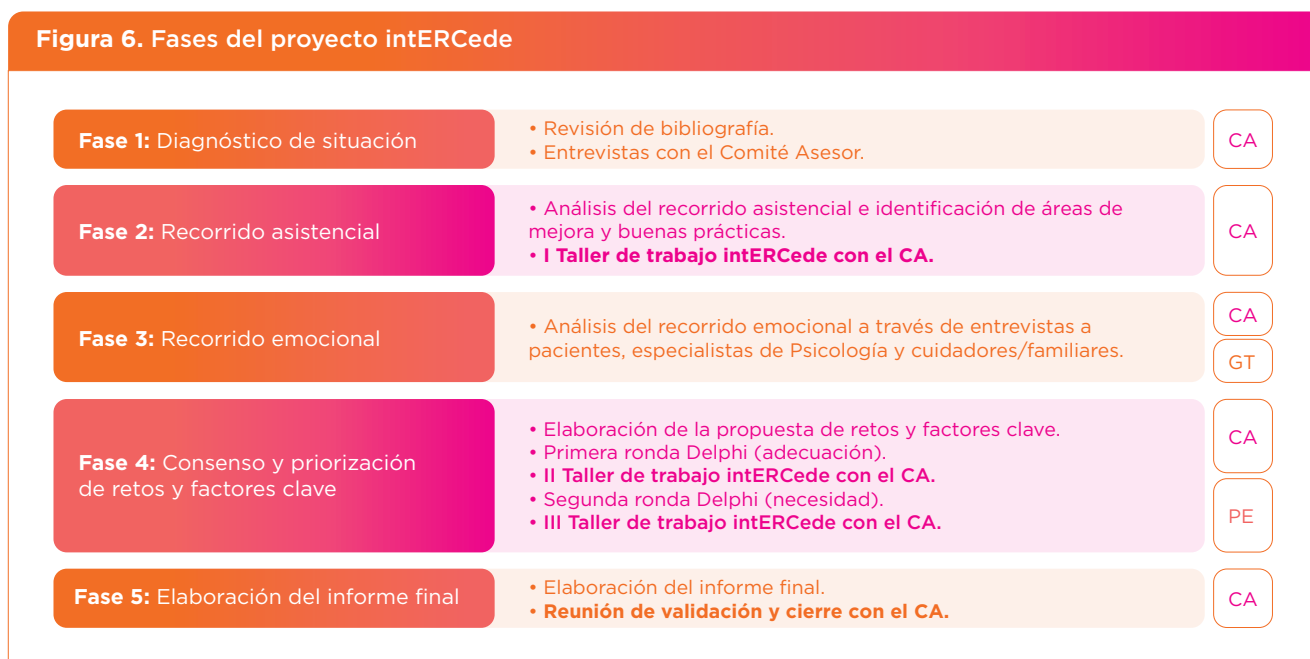 Figura 6. Fases del proyecto intERCede
Fase 1: Diagnóstico de situación
• Revisión de bibliografía.
• Entrevistas con el Comité Asesor.
CA
Fase 2: Recorrido asistencial
• Análisis del recorrido asistencial e identificación de áreas de
mejora y buenas prácticas.
• I Taller de trabajo intERCede con el CA.
CA
Fase 3: Recorrido emocional
• Análisis del recorrido emocional a través de entrevistas a
pacientes, especialistas de Psicología y cuidadores/familiares.
CA
GT
Fase 4: Consenso y priorización
de retos y factores clave
• Elaboración de la propuesta de retos y factores clave.
• Primera ronda Delphi (adecuación).
• II Taller de trabajo intERCede con el CA.
• Segunda ronda Delphi (necesidad).
• III Taller de trabajo intERCede con el CA.
CA
PE
Fase 5: Elaboración del informe final
• Elaboración del informe final.
• Reunión de validación y cierre con el CA.
CA